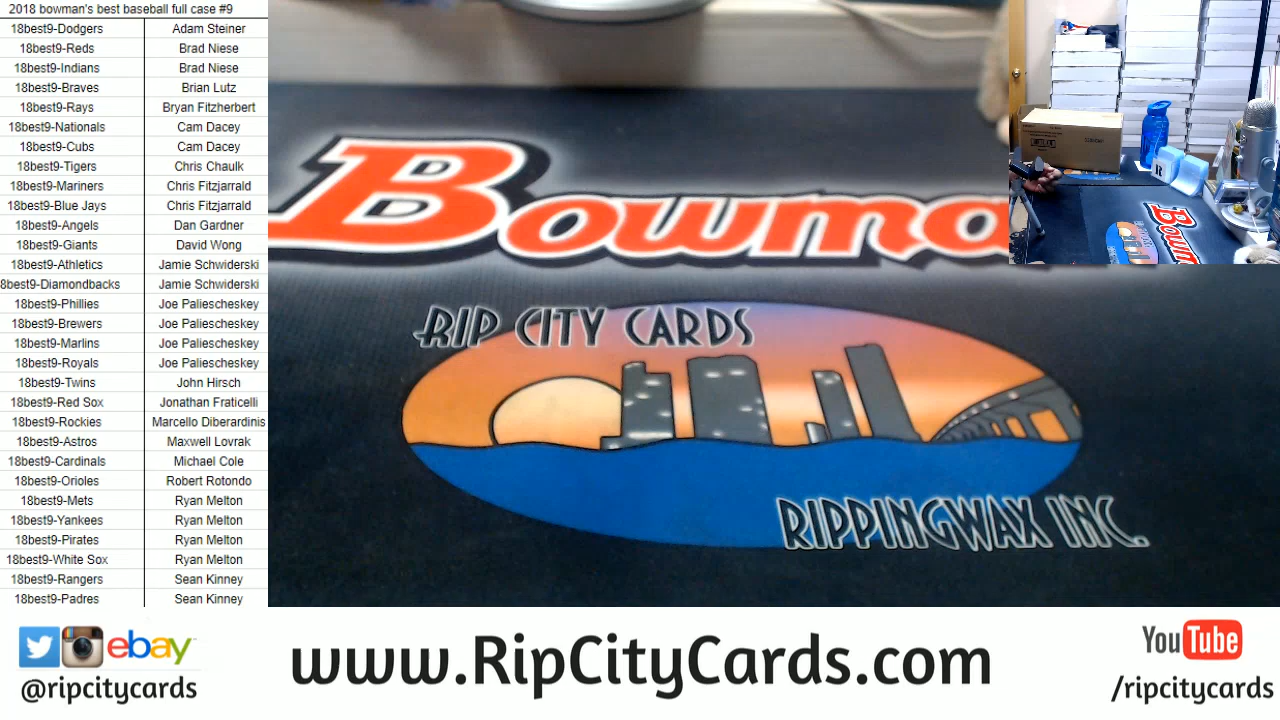 2018 bowman's best baseball full case #9
18best9-Dodgers Adam Steiner
18best9-Reds Brad Niese
18best9-Indians Brad Niese
18best9-Braves Brian Lutz
18best9-Rays Bryan Fitzherbert
18best9-Nationals Cam Dacey
18best9-Cubs Cam Dacey
18best9-Tigers Chris Chaulk
18best9-Mariners Chris Fitzjarrald
18best9-Blue Jays Chris Fitzjarrald
18best9-Angels Dan Gardner
18best9-Giants David Wong
18best9-Athletics Jamie Schwiderski
8best9-Diamondbacks Jamie Schwiderski
18best9-Phillies Joe Paliescheskey
18best9-Brewers Joe Paliescheskey
18best9-Marlins Joe Paliescheskey
18best9-Royals Joe Paliescheskey
18best9-Twins John Hirsch
18best9-Red Sox Jonathan Fraticelli
18best9-Rockies Marcello Diberardinis
18best9-Astros Maxwell Lovrak
18best9-Cardinals Michael Cole
18best9-Orioles Robert Rotondo
18best9-Mets Ryan Melton
18best9-Yankees Ryan Melton
18best9-Pirates Ryan Melton
18best9-White Sox Ryan Melton
18best9-Rangers Sean Kinney
18best9-Padres Sean Kinney
Bowma
RIP CITY CARDS
RIPPINGWAX INC.
Bowm
R
ebay
@ripcitycards
www.RipCityCards.com
YouTube
/ripcitycards